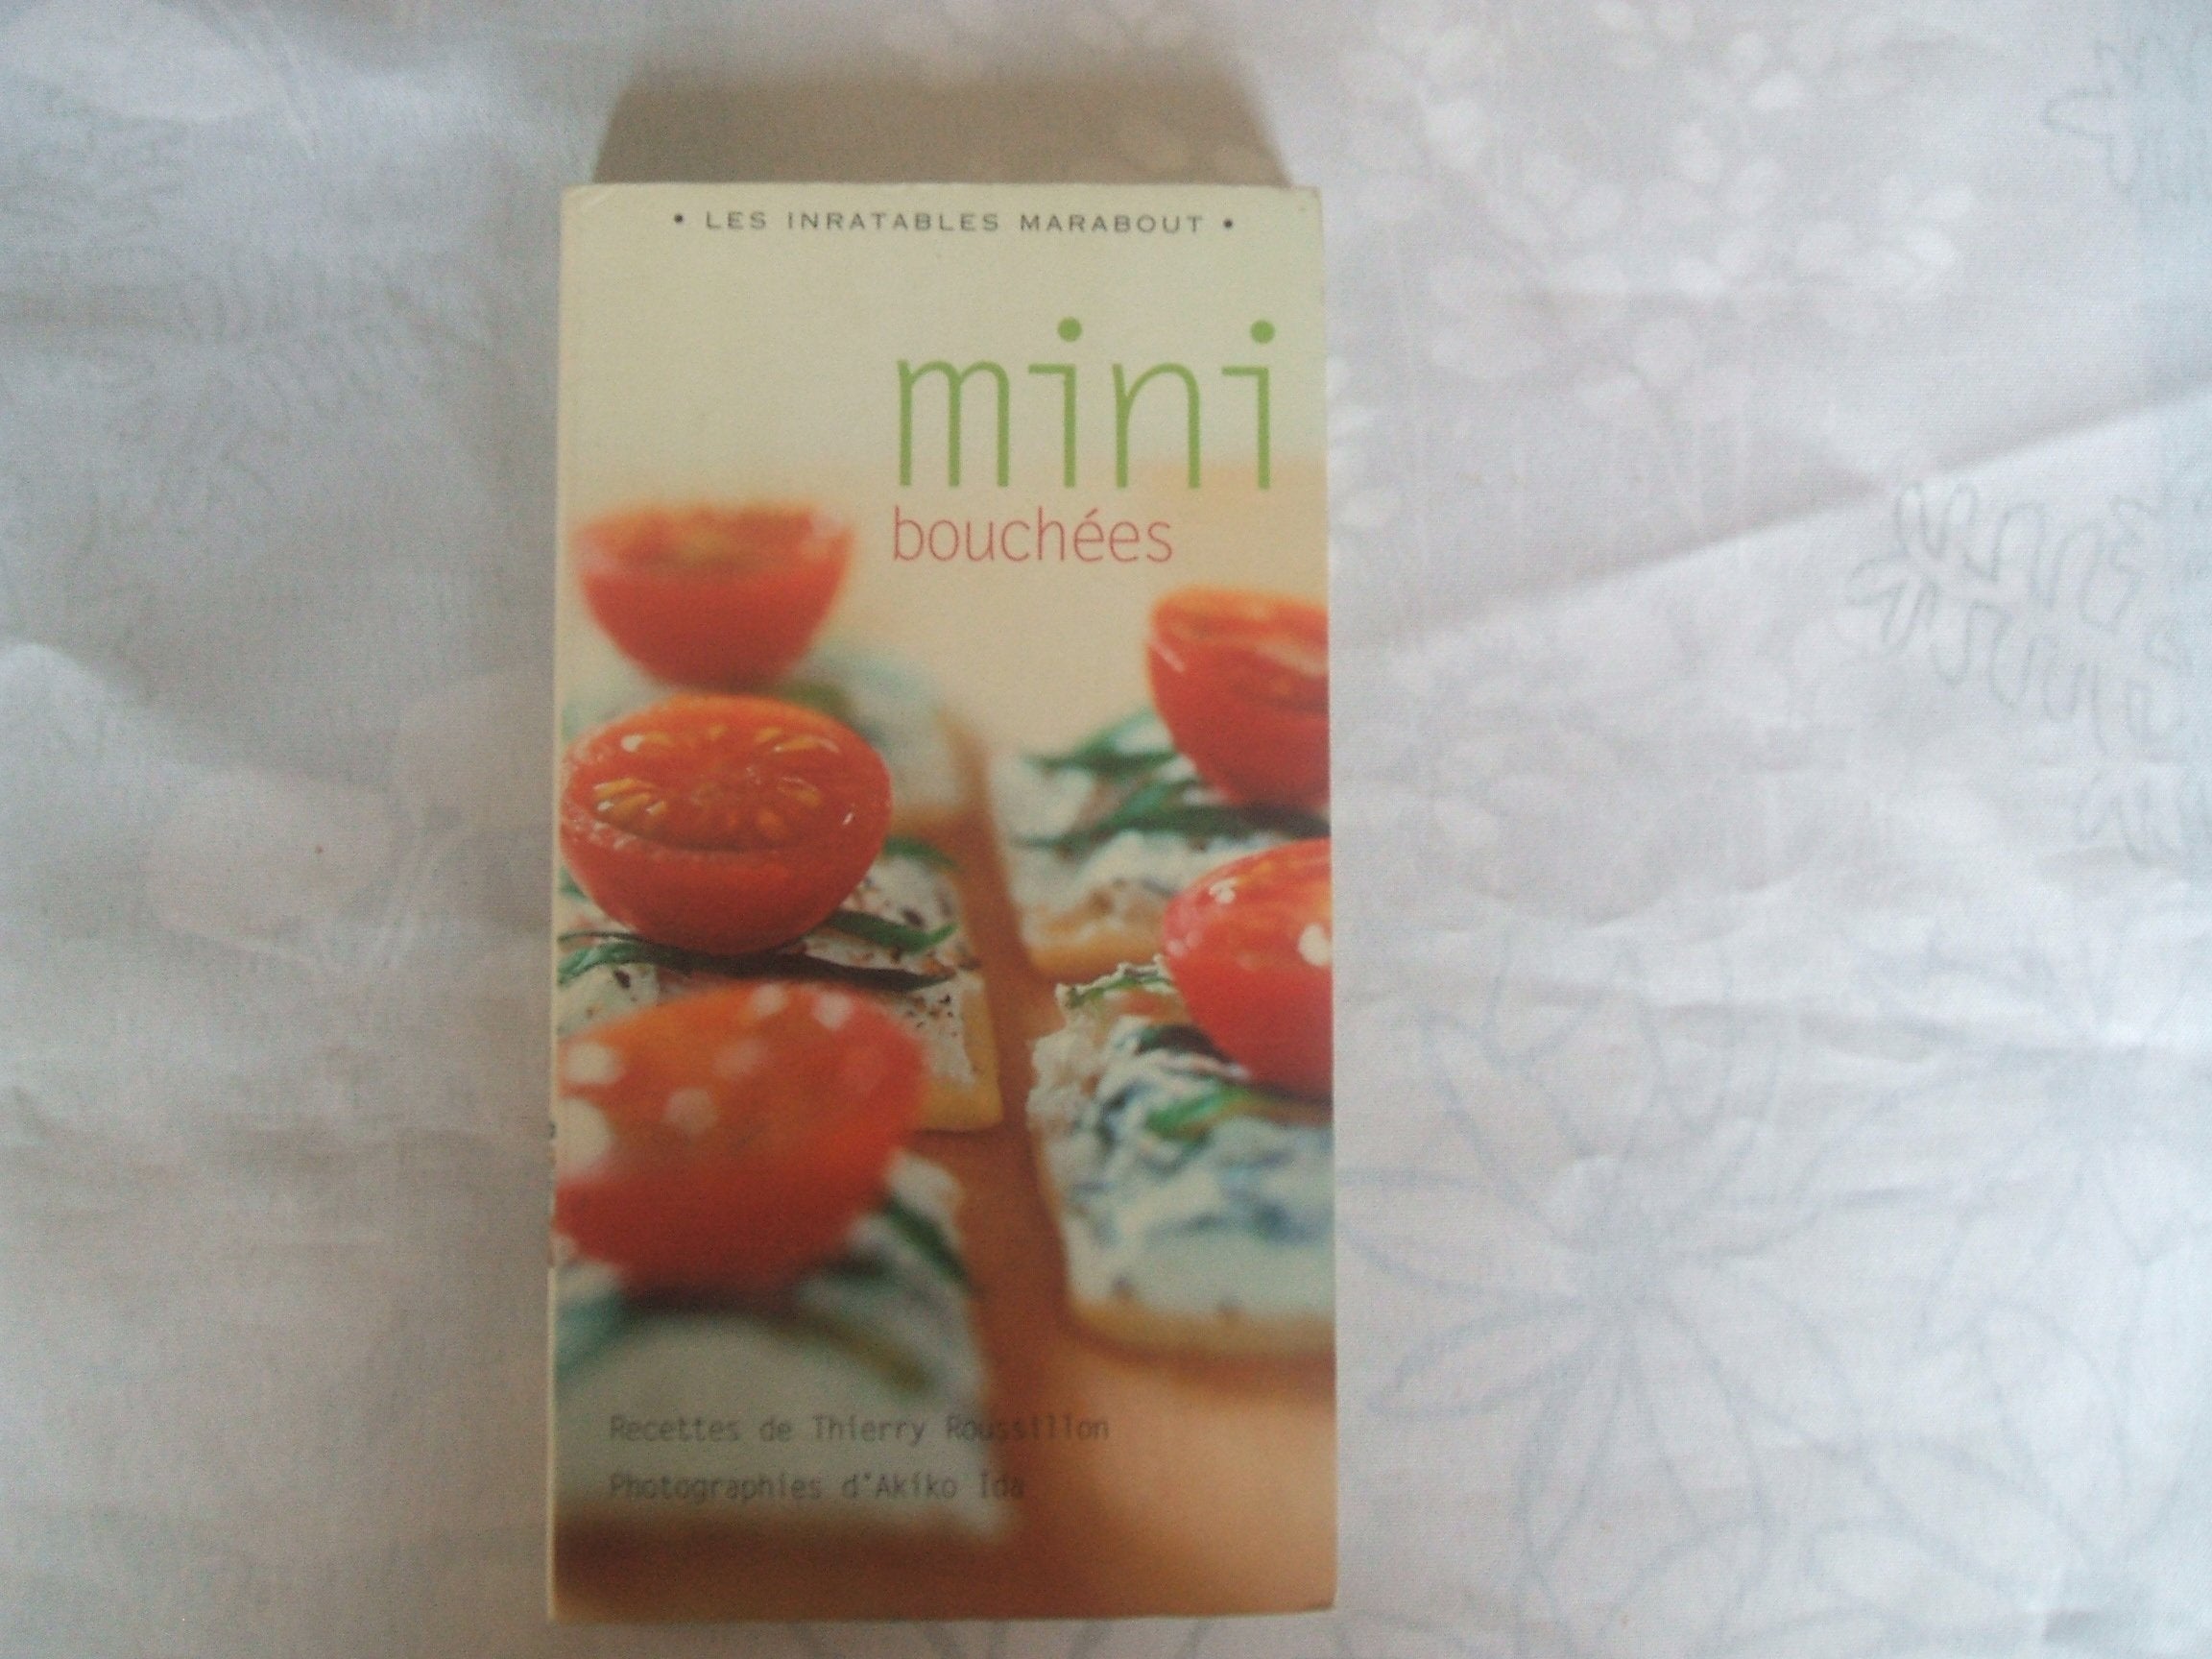 • LES INRATABLES MARABOUT •
mini
bouchées
Recettes de Thierry Roussillon
Photographies d'Akiko Ida